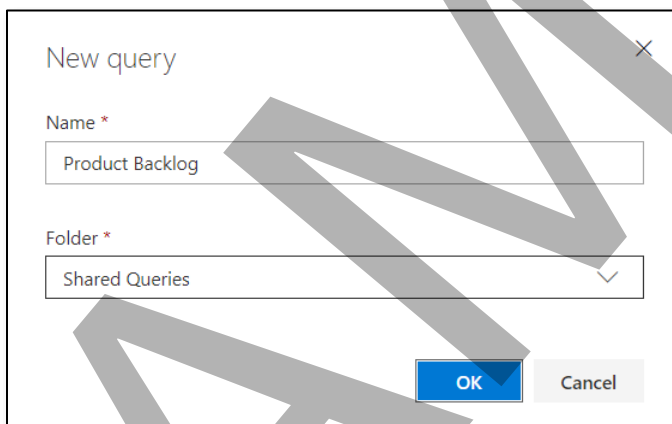 New query
Name *
Product Backlog
Folder *
Shared Queries
OK Cancel